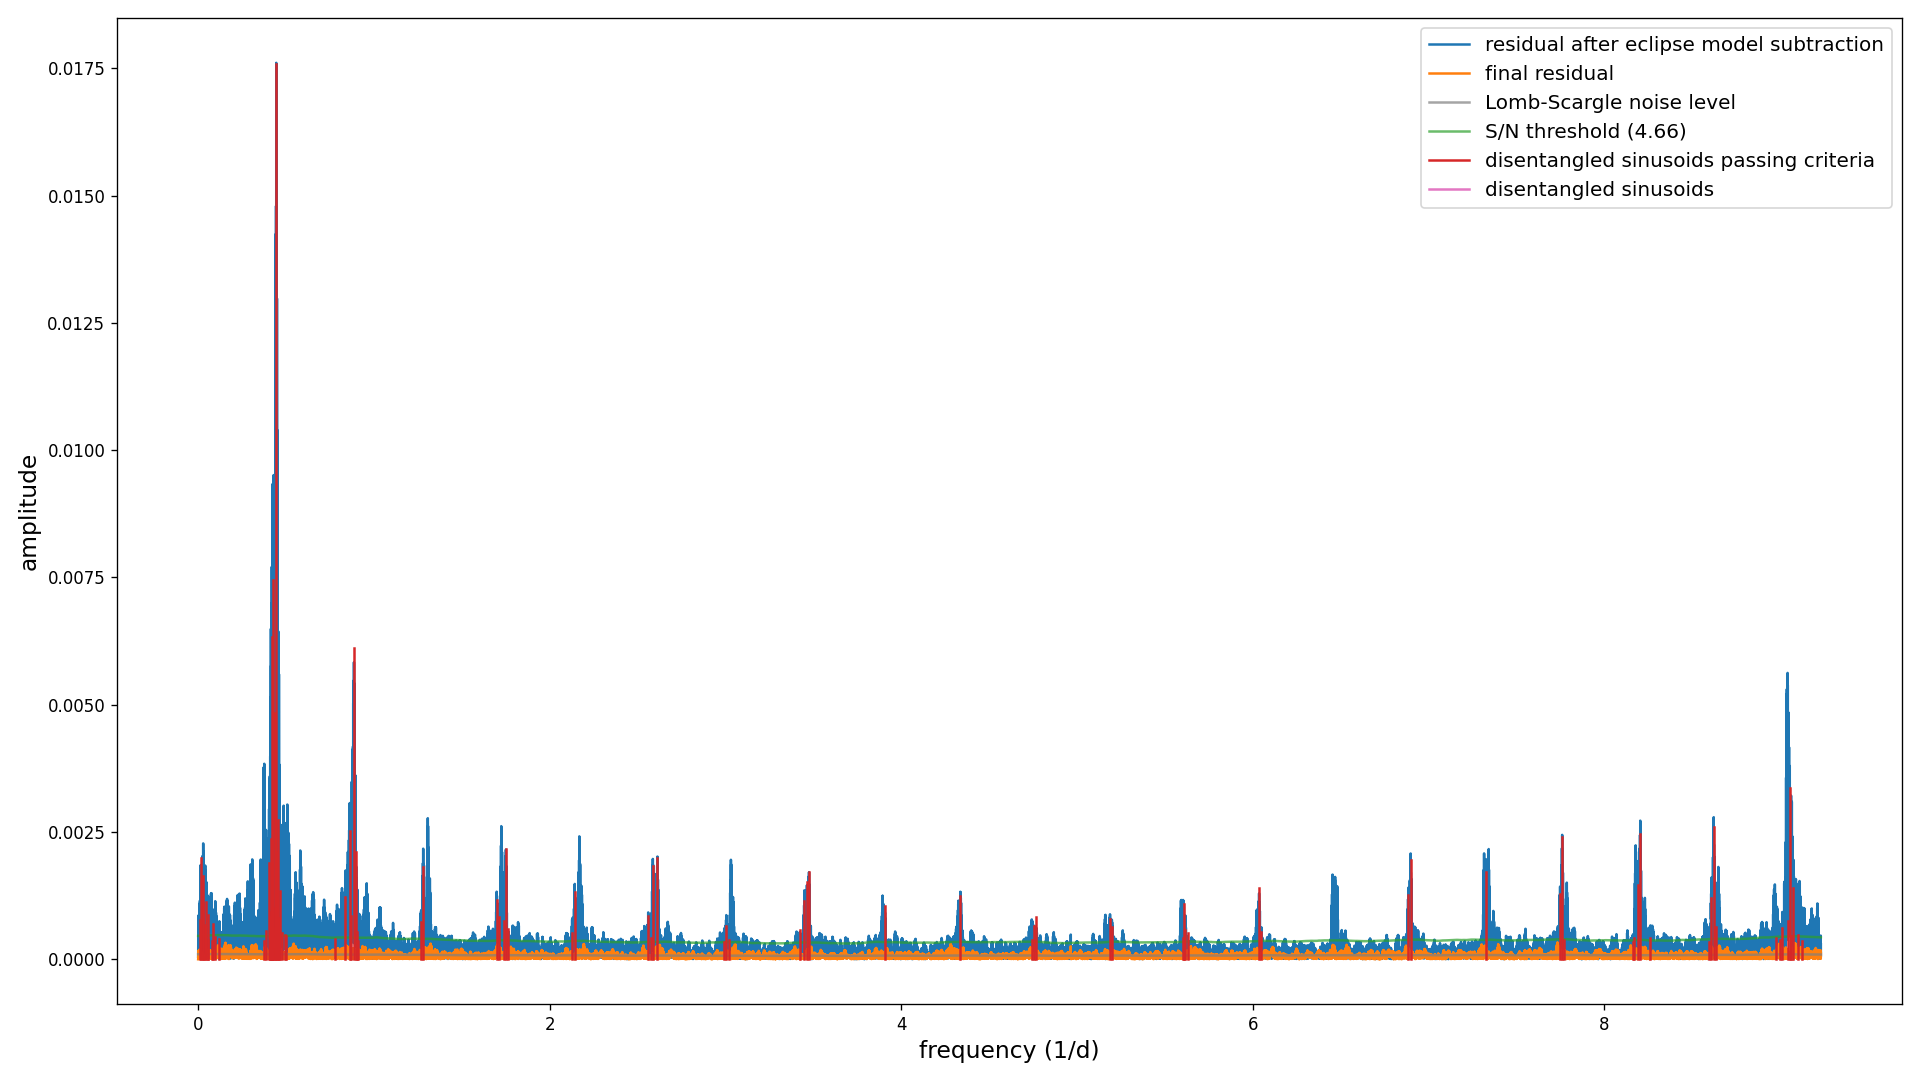 residual after eclipse model subtraction
final residual
Lomb-Scargle noise level
S/N threshold (4.66)
disentangled sinusoids passing criteria
disentangled sinusoids
0.0175
0.0150
0.0125
0.0100
0.0075
0.0050
0.0025
0.0000
amplitude
0 2 4 6 8
frequency (1/d)